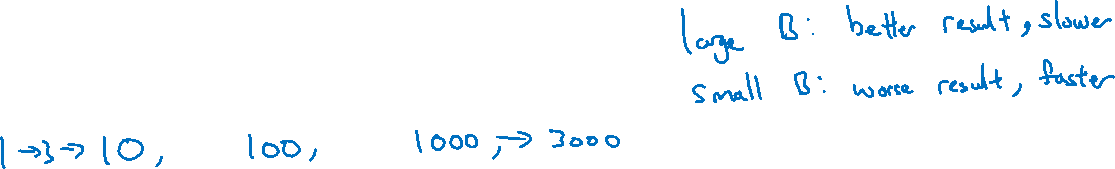 large B: better result, slower
small B: worse result, faster
1→3→10, 100, 1000,→3000